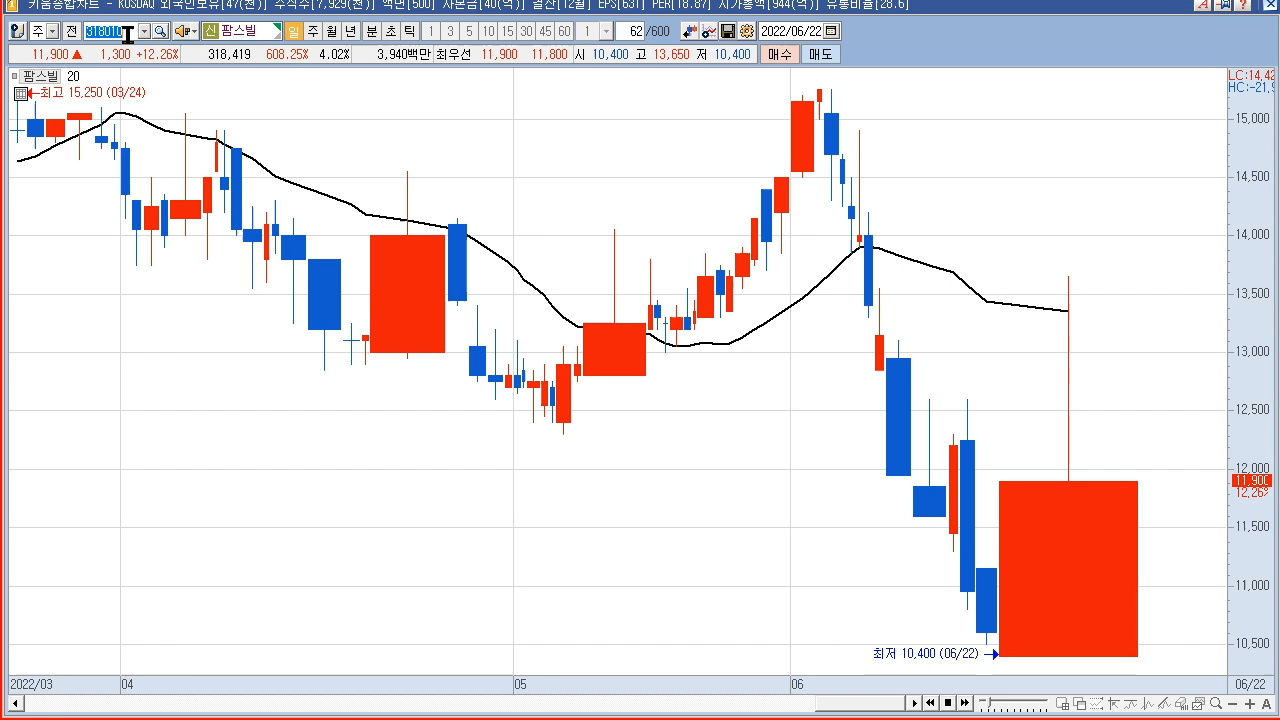 키움종합차트 - KOSDAQ 외국인보유[47(천)] 주식수[7,929(천)] 액면[500] 자본금[40(억)] 결산[12월] EPS[631] PER[18.87] 시가총액[944(억)] 유통비율[28.6]
주 전 318010 신 팜스빌 일 주 월 년 분 초 틱 1 3 5 10 15 30 45 60 1 62 /600 2022/06/22
11,900 ▲ 1,300 +12.26% 318,419 608.25% 4.02% 3,940백만 최우선 11,900 11,800 시 10,400 고 13,650 저 10,400 매수 매도
팜스빌 20
최고 15,250 (03/24)
LC:14,42
HC:-21,9
15,000
14,500
14,000
13,500
13,000
12,500
12,000
11,900
12,26%
11,500
11,000
10,500
최저 10,400 (06/22)
2022/03 04 05 06 06/22
A